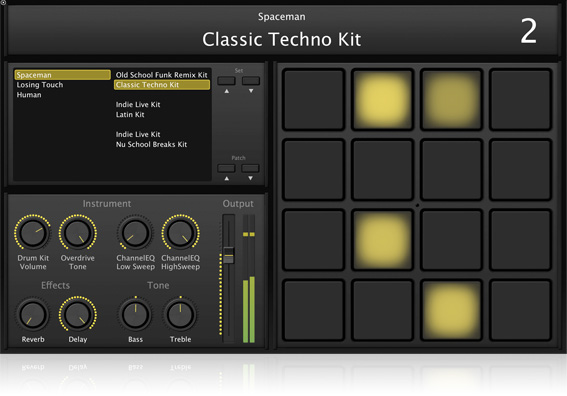 Spaceman
Classic Techno Kit
2
Spaceman
Losing Touch
Human
Old School Funk Remix Kit
Classic Techno Kit
Indie Live Kit
Latin Kit
Indie Live Kit
Nu School Breaks Kit
Set
Patch
Instrument
Output
Drum Kit
Volume
Overdrive
Tone
ChannelEQ
Low Sweep
ChannelEQ
HighSweep
Effects
Tone
Reverb
Delay
Bass
Treble